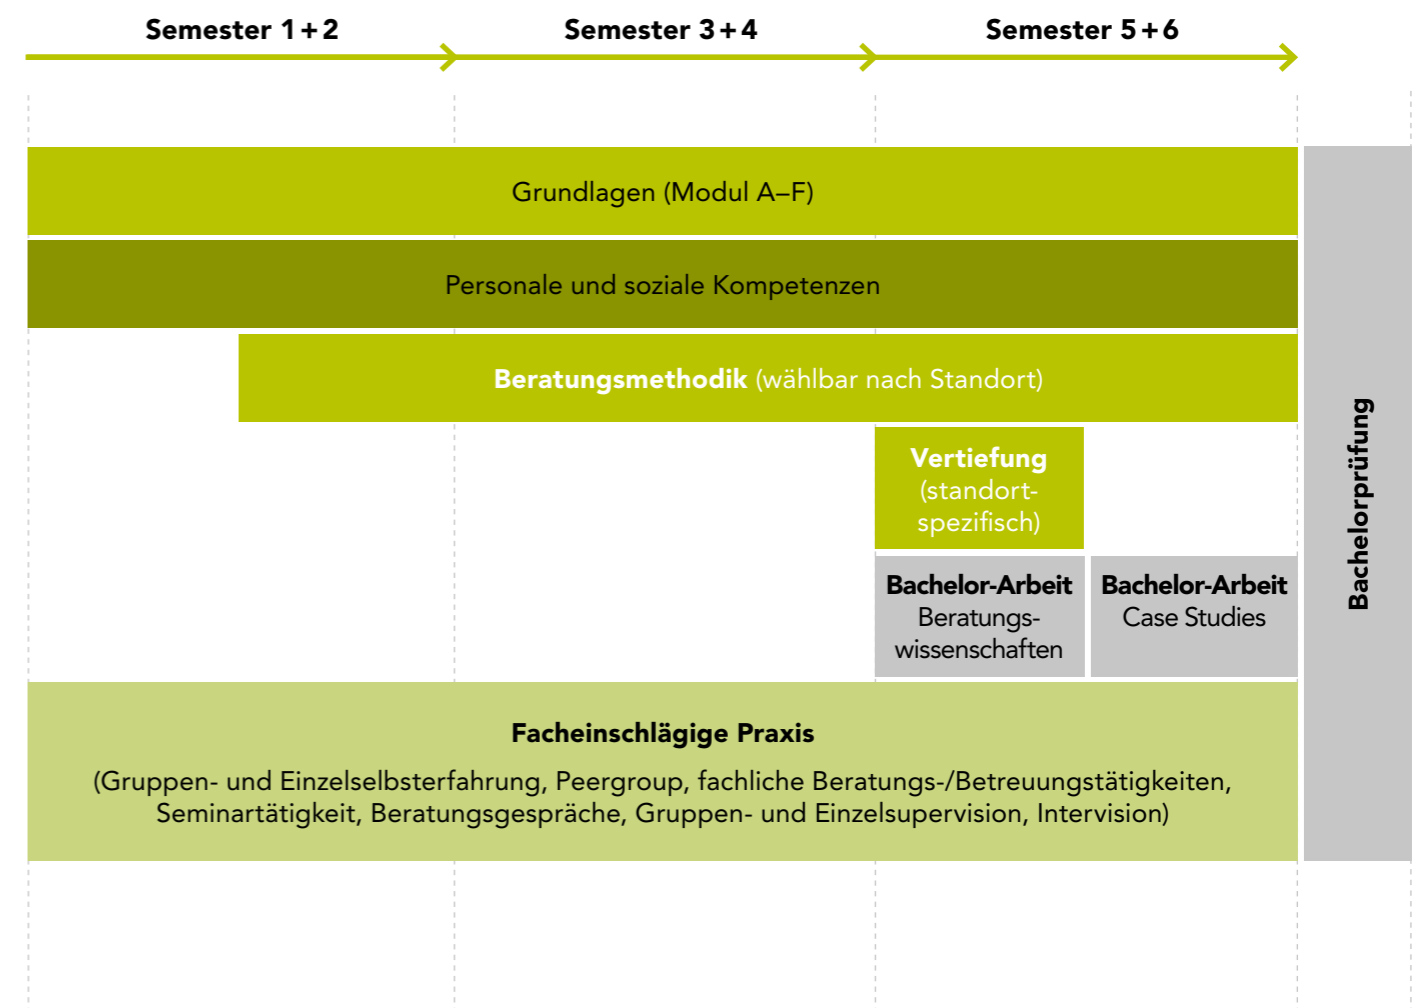 Semester 1+2
Semester 3+4
Semester 5+6
Grundlagen (Modul A–F)
Personale und soziale Kompetenzen
Beratungsmethodik (wählbar nach Standort)
Vertiefung
(standort-
spezifisch)
Bachelor-Arbeit
Beratungs-
wissenschaften
Bachelor-Arbeit
Case Studies
Facheinschlägige Praxis
(Gruppen- und Einzelselbsterfahrung, Peergroup, fachliche Beratungs-/Betreuungstätigkeiten,
Seminartätigkeit, Beratungsgespräche, Gruppen- und Einzelsupervision, Intervision)
Bachelorprüfung